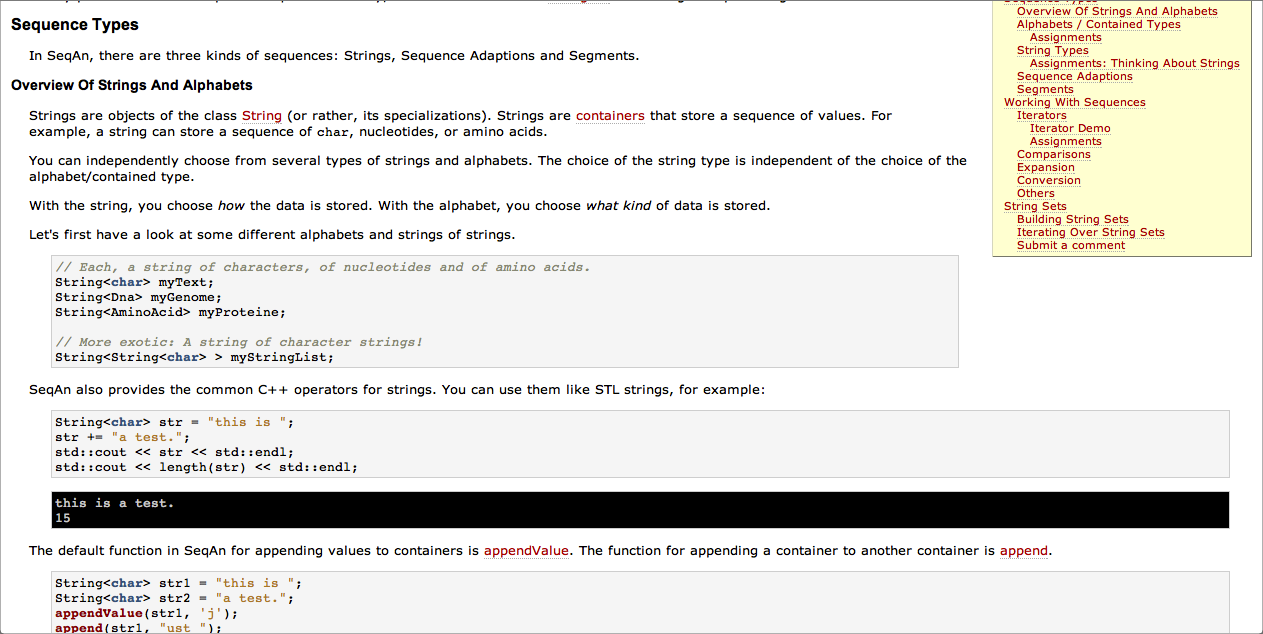 Sequence Types
In SeqAn, there are three kinds of sequences: Strings, Sequence Adaptions and Segments.
Overview Of Strings And Alphabets
Strings are objects of the class String (or rather, its specializations). Strings are containers that store a sequence of values. For
example, a string can store a sequence of char, nucleotides, or amino acids.
You can independently choose from several types of strings and alphabets. The choice of the string type is independent of the choice of the
alphabet/contained type.
With the string, you choose how the data is stored. With the alphabet, you choose what kind of data is stored.
Let's first have a look at some different alphabets and strings of strings.
// Each, a string of characters, of nucleotides and of amino acids.
String<char> myText;
String<Dna> myGenome;
String<AminoAcid> myProteine;
// More exotic: A string of character strings!
String<String<char> > myStringList;
SeqAn also provides the common C++ operators for strings. You can use them like STL strings, for example:
String<char> str = "this is ";
str += "a test.";
std::cout << str << std::endl;
std::cout << length(str) << std::endl;
this is a test.
15
The default function in SeqAn for appending values to containers is appendValue. The function for appending a container to another container is append.
String<char> str1 = "this is ";
String<char> str2 = "a test.";
appendValue(str1, 'j');
append(str1, "ust ");
Overview Of Strings And Alphabets
Alphabets / Contained Types
Assignments
String Types
Assignments: Thinking About Strings
Sequence Adaptions
Segments
Working With Sequences
Iterators
Iterator Demo
Assignments
Comparisons
Expansion
Conversion
Others
String Sets
Building String Sets
Iterating Over String Sets
Submit a comment